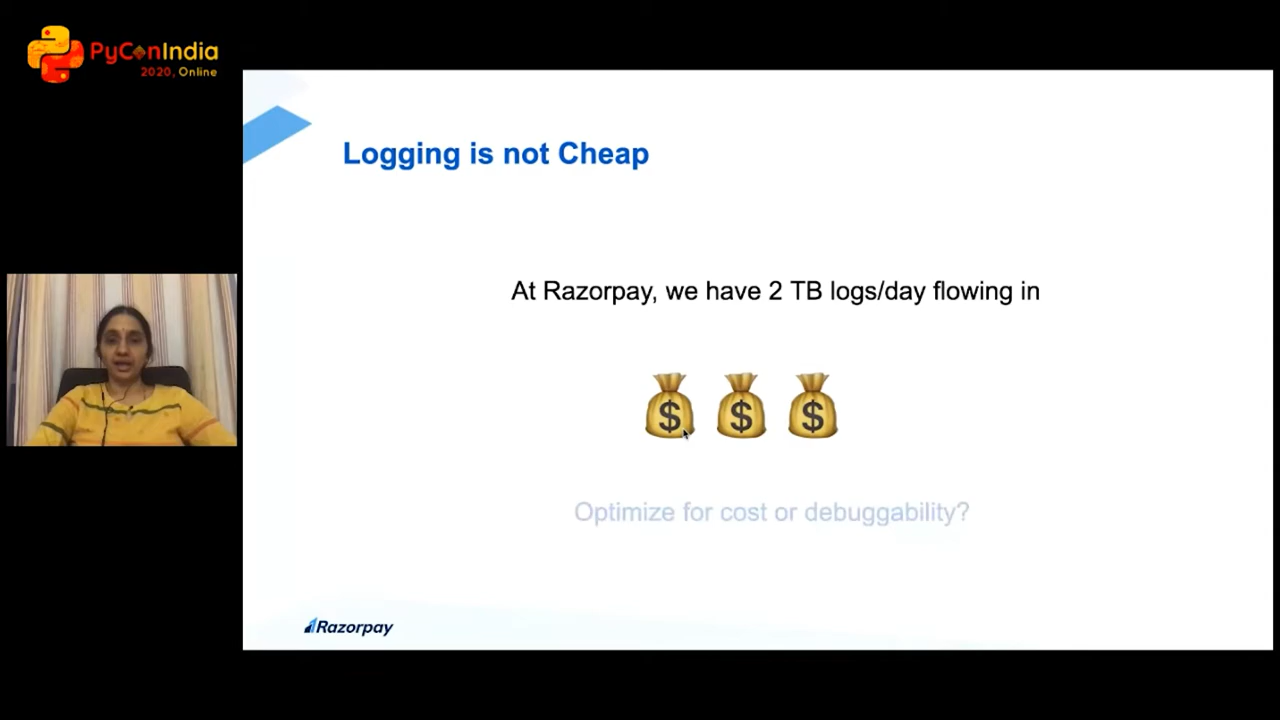 PyConIndia
2020, Online
Logging is not Cheap
At Razorpay, we have 2 TB logs/day flowing in
$ $ $
Optimize for cost or debuggability?
Razorpay